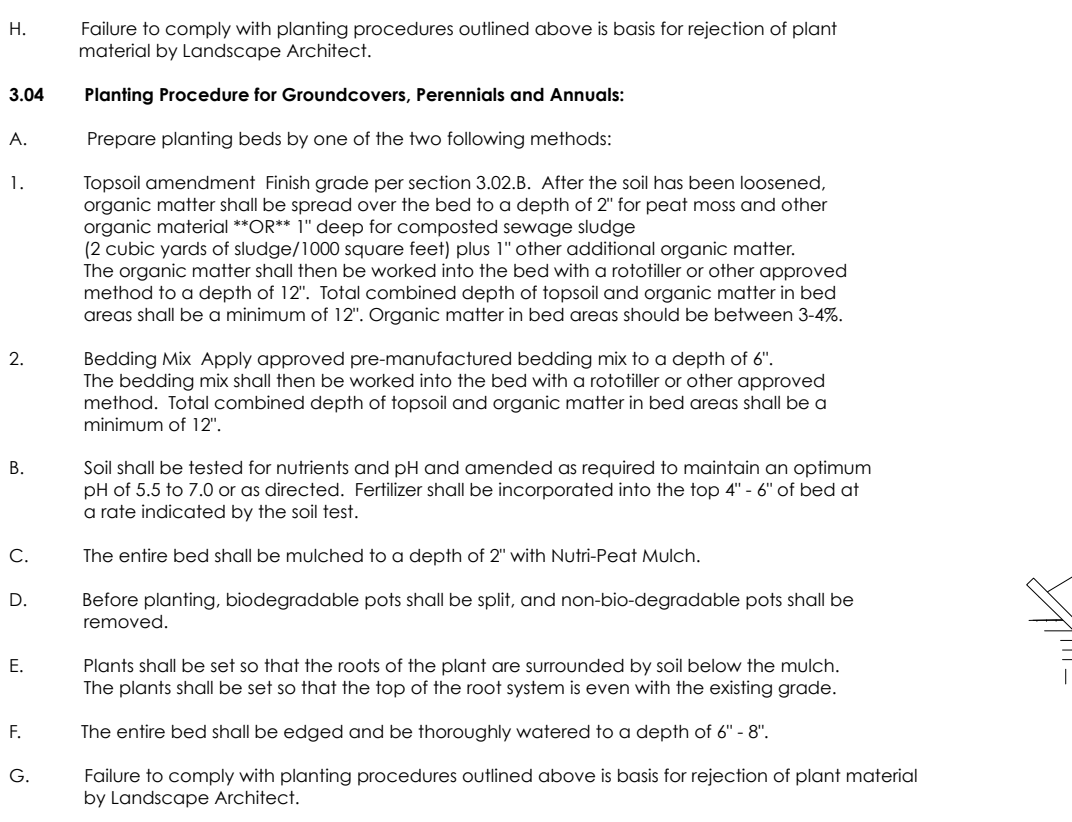 H. Failure to comply with planting procedures outlined above is basis for rejection of plant
material by Landscape Architect.
3.04 Planting Procedure for Groundcovers, Perennials and Annuals:
A. Prepare planting beds by one of the two following methods:
1. Topsoil amendment Finish grade per section 3.02.B. After the soil has been loosened,
organic matter shall be spread over the bed to a depth of 2" for peat moss and other
organic material **OR** 1" deep for composted sewage sludge
(2 cubic yards of sludge/1000 square feet) plus 1" other additional organic matter.
The organic matter shall then be worked into the bed with a rototiller or other approved
method to a depth of 12". Total combined depth of topsoil and organic matter in bed
areas shall be a minimum of 12". Organic matter in bed areas should be between 3-4%.
2. Bedding Mix Apply approved pre-manufactured bedding mix to a depth of 6".
The bedding mix shall then be worked into the bed with a rototiller or other approved
method. Total combined depth of topsoil and organic matter in bed areas shall be a
minimum of 12".
B. Soil shall be tested for nutrients and pH and amended as required to maintain an optimum
pH of 5.5 to 7.0 or as directed. Fertilizer shall be incorporated into the top 4" - 6" of bed at
a rate indicated by the soil test.
C. The entire bed shall be mulched to a depth of 2" with Nutri-Peat Mulch.
D. Before planting, biodegradable pots shall be split, and non-bio-degradable pots shall be
removed.
E. Plants shall be set so that the roots of the plant are surrounded by soil below the mulch.
The plants shall be set so that the top of the root system is even with the existing grade.
F. The entire bed shall be edged and be thoroughly watered to a depth of 6" - 8".
G. Failure to comply with planting procedures outlined above is basis for rejection of plant material
by Landscape Architect.